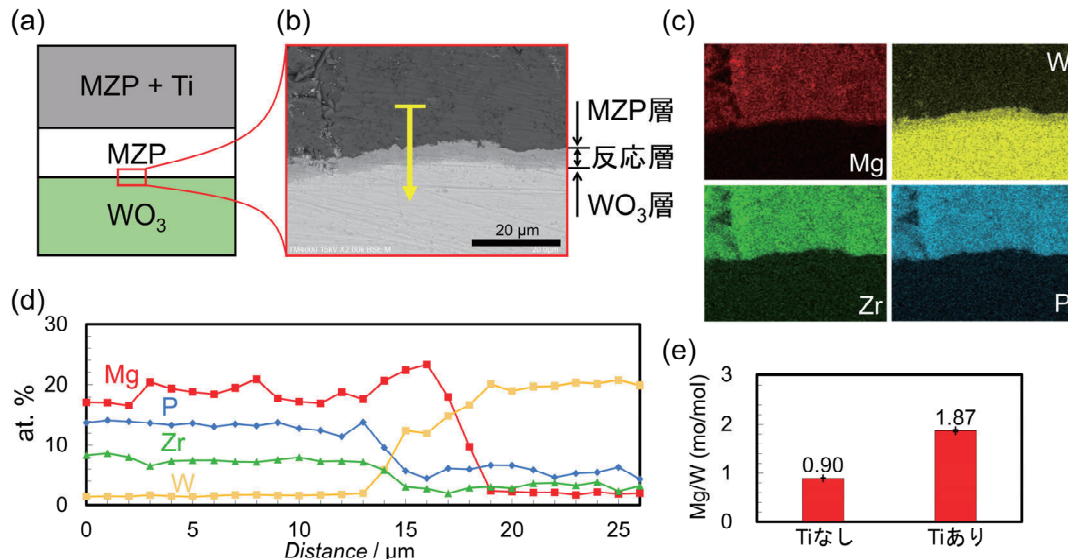 (a)
MZP + Ti
MZP
WO3
(b)
20 μm
MZP層
反応層
WO3層
(c)
Mg
W
Zr
P
(d)
at. %
30
20
10
0
Mg
P
Zr
W
0 5 10 15 20 25
Distance / μm
(e)
Mg/W (mo/mol)
3
2
1
0
0.90
1.87
Tiなし
Tiあり